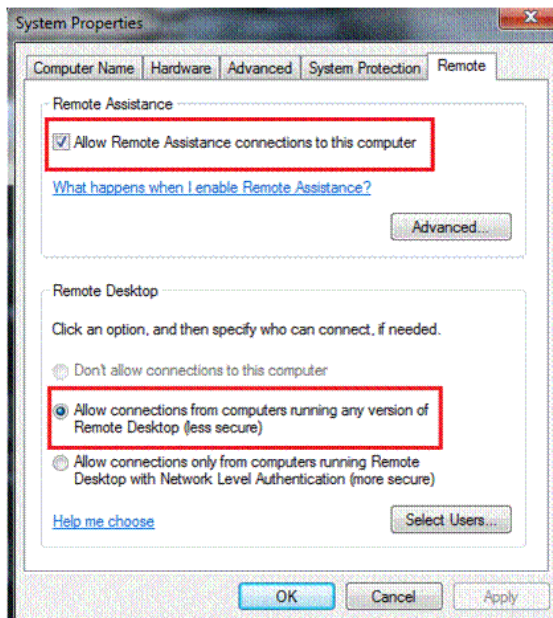 System Properties
Computer Name Hardware Advanced System Protection Remote
Remote Assistance
Allow Remote Assistance connections to this computer
What happens when I enable Remote Assistance?
Advanced...
Remote Desktop
Click an option, and then specify who can connect, if needed.
Don't allow connections to this computer
Allow connections from computers running any version of
Remote Desktop (less secure)
Allow connections only from computers running Remote
Desktop with Network Level Authentication (more secure)
Help me choose
Select Users...
OK Cancel Apply